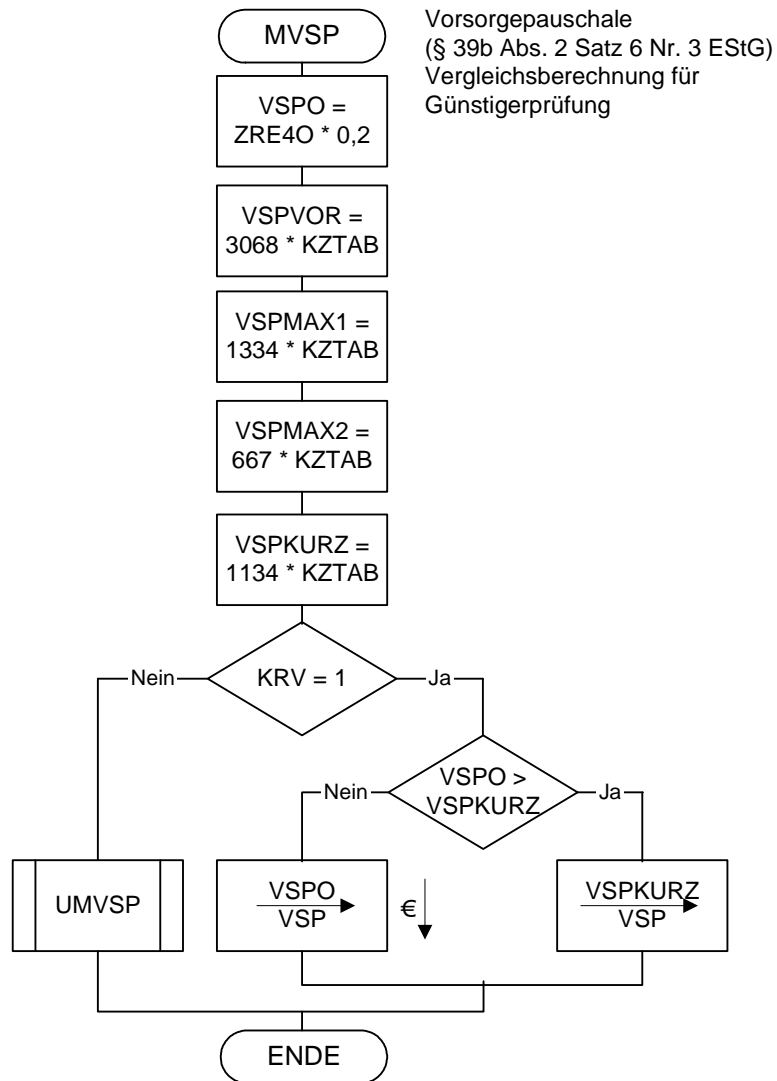 MVSP
Vorsorgepauschale
(§ 39b Abs. 2 Satz 6 Nr. 3 EStG)
Vergleichsberechnung für
Günstigerprüfung
VSPO =
ZRE4O * 0,2
VSPVOR =
3068 * KZTAB
VSPMAX1 =
1334 * KZTAB
VSPMAX2 =
667 * KZTAB
VSPKURZ =
1134 * KZTAB
Nein
KRV = 1
Ja
Nein
VSPO >
VSPKURZ
Ja
UMVSP
VSPO
VSP
€
VSPKURZ
VSP
ENDE